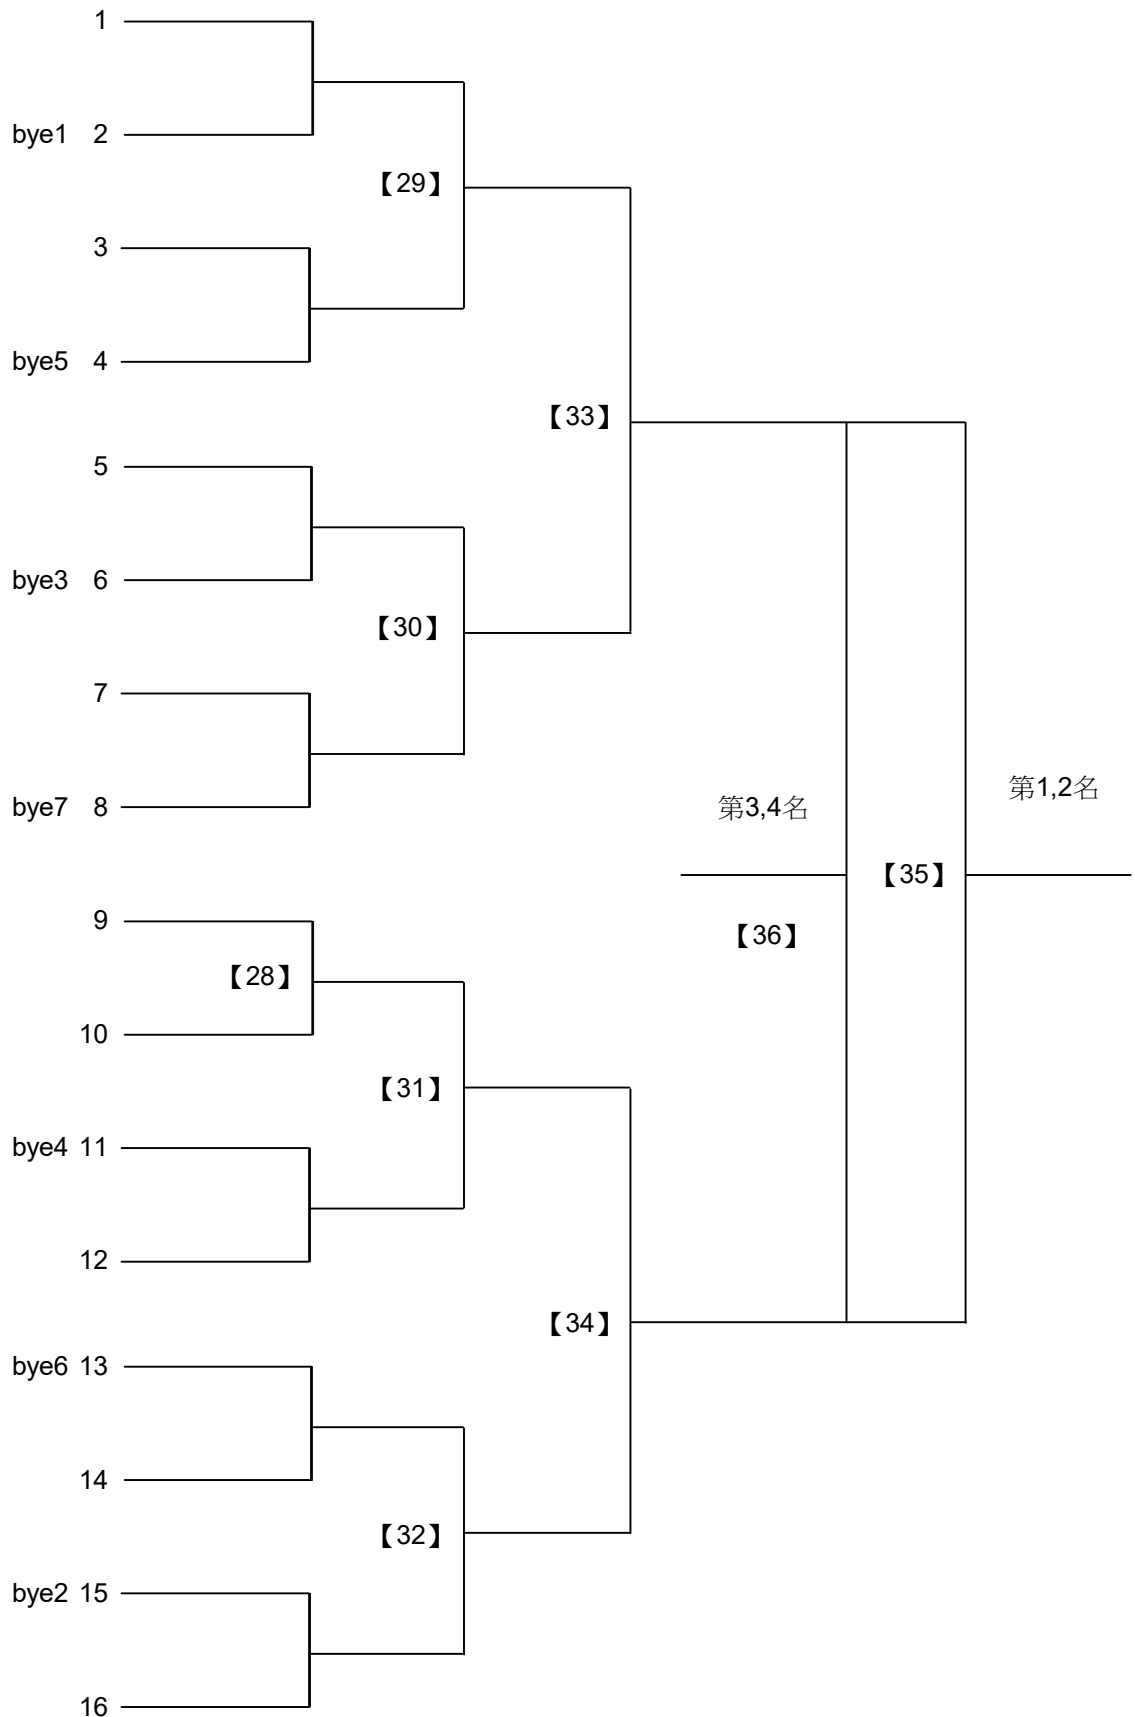 1
bye1 2
【29】
3
bye5 4
【33】
5
bye3 6
【30】
7
第1,2名
bye7 8
第3,4名
【35】
9
【36】
【28】
10
【31】
bye4 11
12
【34】
bye6 13
14
【32】
bye2 15
16